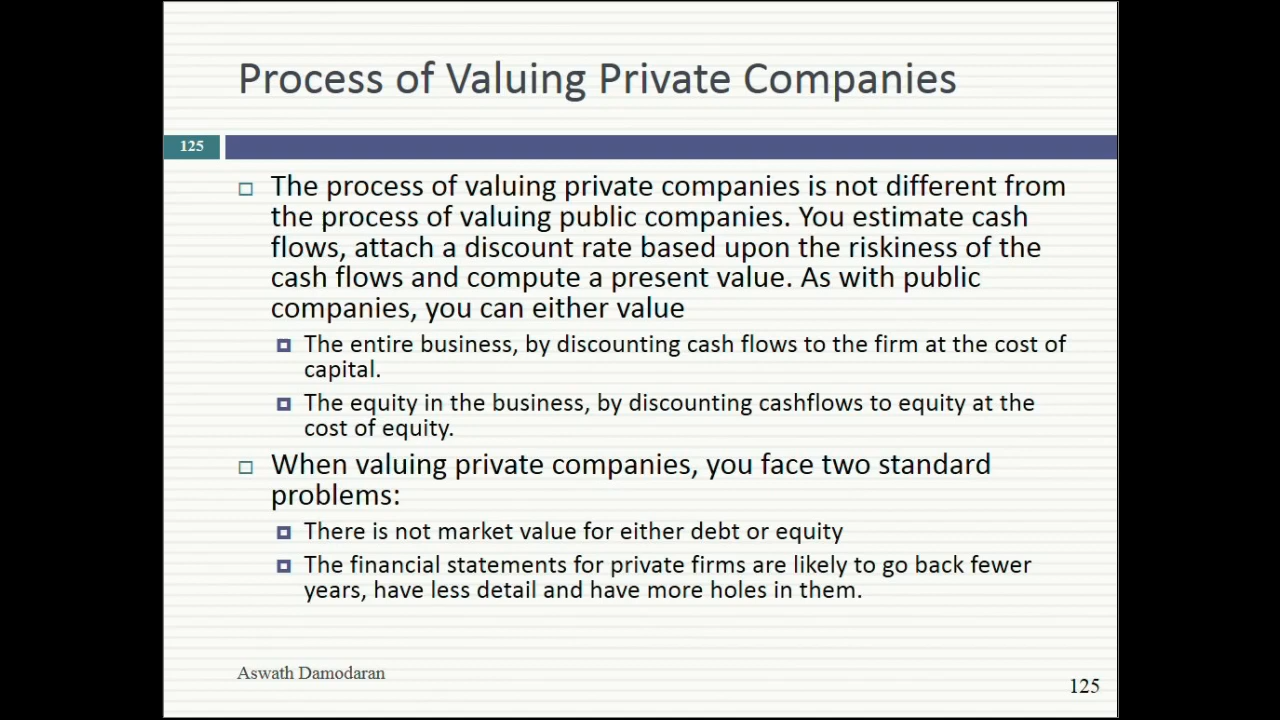 Process of Valuing Private Companies
125
The process of valuing private companies is not different from
the process of valuing public companies. You estimate cash
flows, attach a discount rate based upon the riskiness of the
cash flows and compute a present value. As with public
companies, you can either value
The entire business, by discounting cash flows to the firm at the cost of
capital.
The equity in the business, by discounting cashflows to equity at the
cost of equity.
When valuing private companies, you face two standard
problems:
There is not market value for either debt or equity
The financial statements for private firms are likely to go back fewer
years, have less detail and have more holes in them.
Aswath Damodaran
125